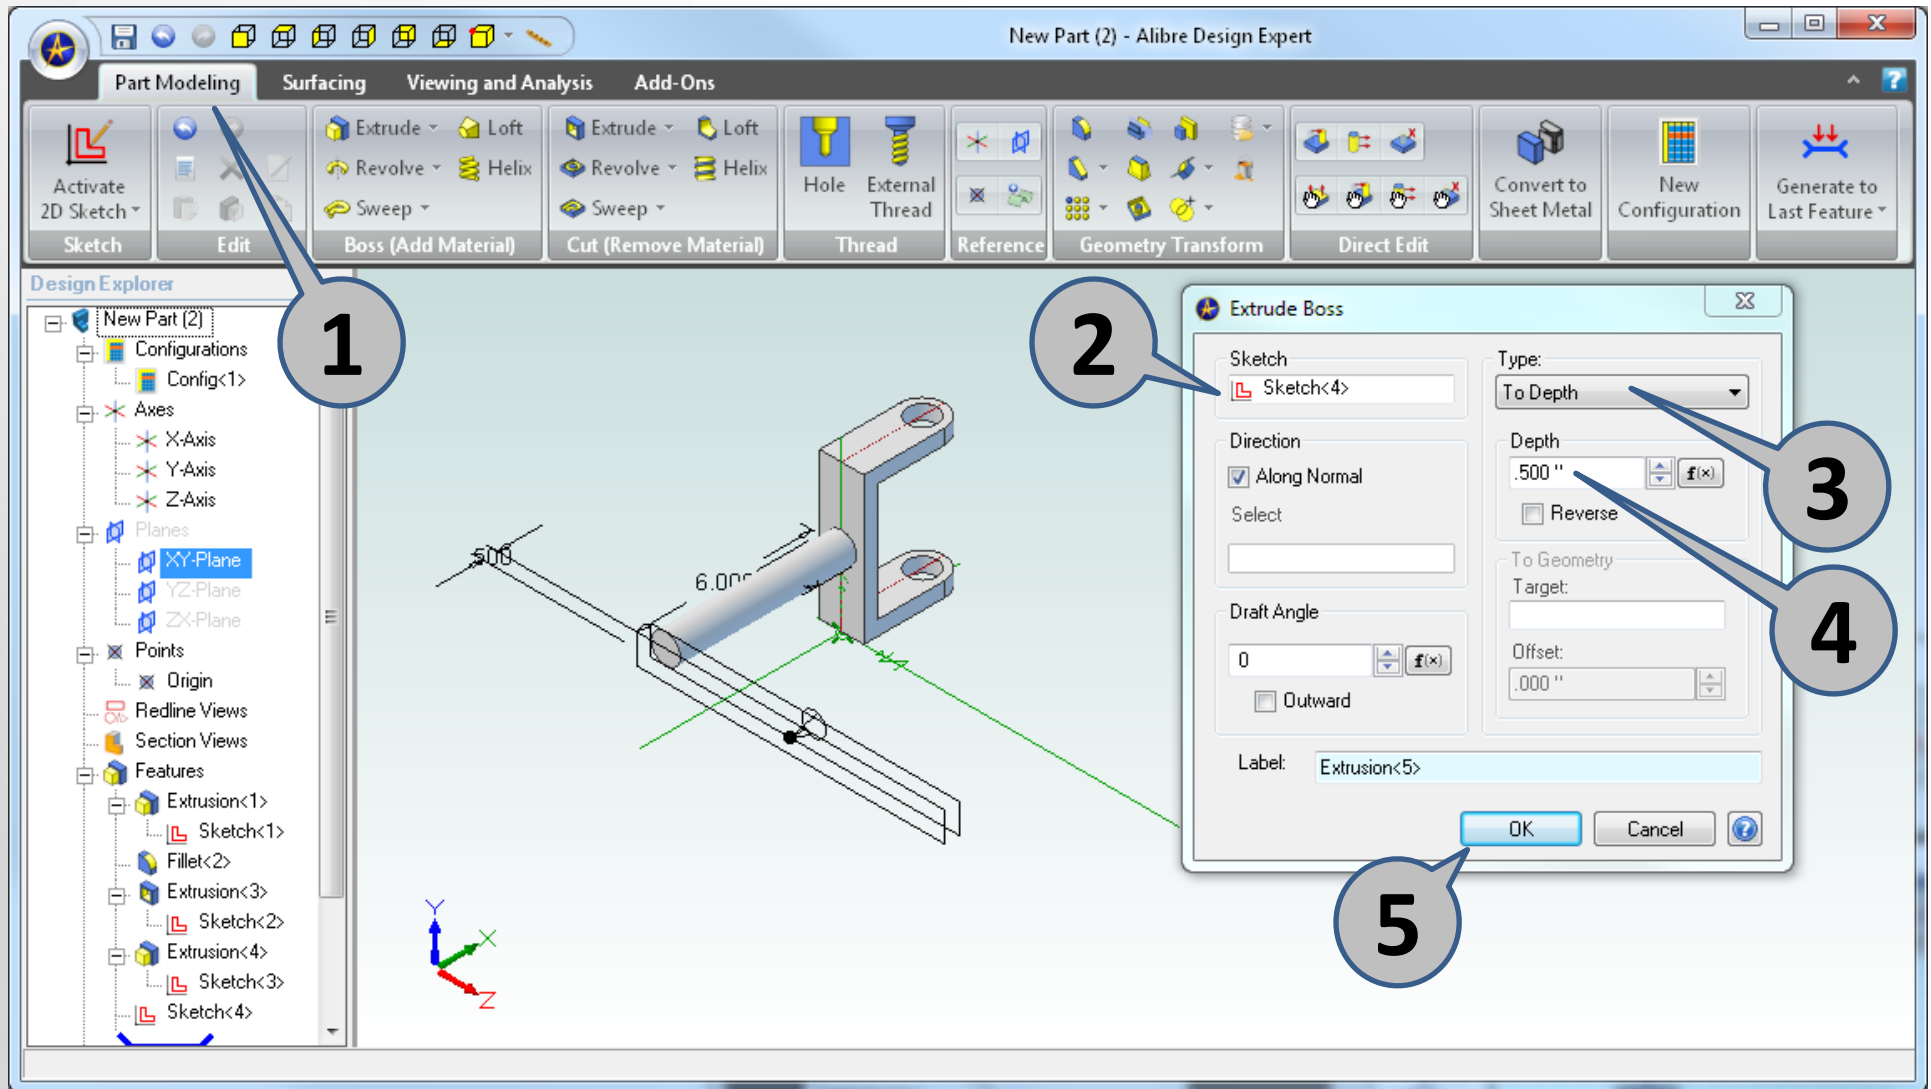 New Part (2) - Alibre Design Expert
Part Modeling
Surfacing
Viewing and Analysis
Add-Ons
Activate
2D Sketch
Sketch
Edit
Extrude
Loft
Revolve
Helix
Sweep
Boss (Add Material)
Extrude
Loft
Revolve
Helix
Sweep
Cut (Remove Material)
Hole
External
Thread
Thread
Reference
Geometry Transform
Direct Edit
Convert to
Sheet Metal
New
Configuration
Generate to
Last Feature
Design Explorer
New Part (2)
Configurations
Config<1>
Axes
X-Axis
Y-Axis
Z-Axis
Planes
XY-Plane
YZ-Plane
ZX-Plane
Points
Origin
Redline Views
Section Views
Features
Extrusion<1>
Sketch<1>
Fillet<2>
Extrusion<3>
Sketch<2>
Extrusion<4>
Sketch<3>
Sketch<4>
1
.500
Y
X
Z
2
Extrude Boss
Sketch
Sketch<4>
Direction
Along Normal
Select
Draft Angle
0
f(x)
Outward
Type:
To Depth
Depth
.500 "
f(x)
Reverse
To Geometry
Target:
Offset:
.000 "
Label:
Extrusion<5>
OK
Cancel
?
3
4
5